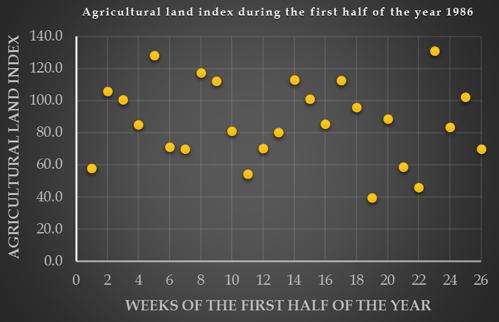 Agricultural land index during the first half of the year 1986
AGRICULTURAL LAND INDEX
140.0
120.0
100.0
80.0
60.0
40.0
20.0
0.0
0 2 4 6 8 10 12 14 16 18 20 22 24 26
WEEKS OF THE FIRST HALF OF THE YEAR